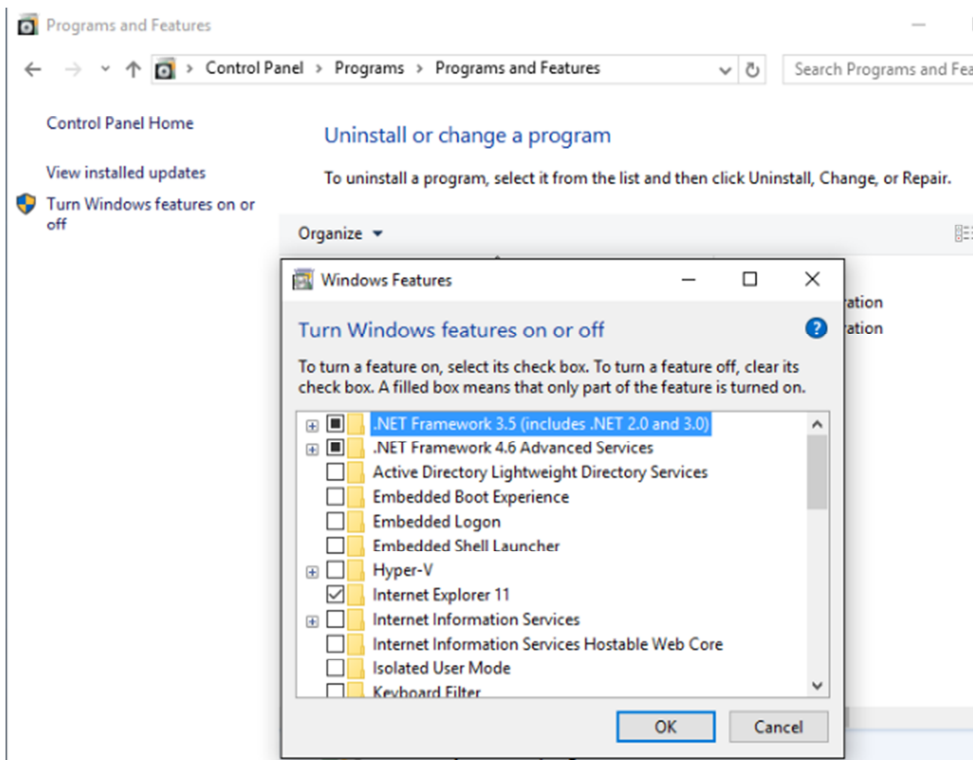 Programs and Features
Control Panel > Programs > Programs and Features
Search Programs and Fea
Control Panel Home
Uninstall or change a program
View installed updates
To uninstall a program, select it from the list and then click Uninstall, Change, or Repair.
Turn Windows features on or
off
Organize
Windows Features
ration
Turn Windows features on or off
ration
To turn a feature on, select its check box. To turn a feature off, clear its
check box. A filled box means that only part of the feature is turned on.
.NET Framework 3.5 (includes .NET 2.0 and 3.0)
.NET Framework 4.6 Advanced Services
Active Directory Lightweight Directory Services
Embedded Boot Experience
Embedded Logon
Embedded Shell Launcher
Hyper-V
Internet Explorer 11
Internet Information Services
Internet Information Services Hostable Web Core
Isolated User Mode
Keyboard Filter
OK
Cancel